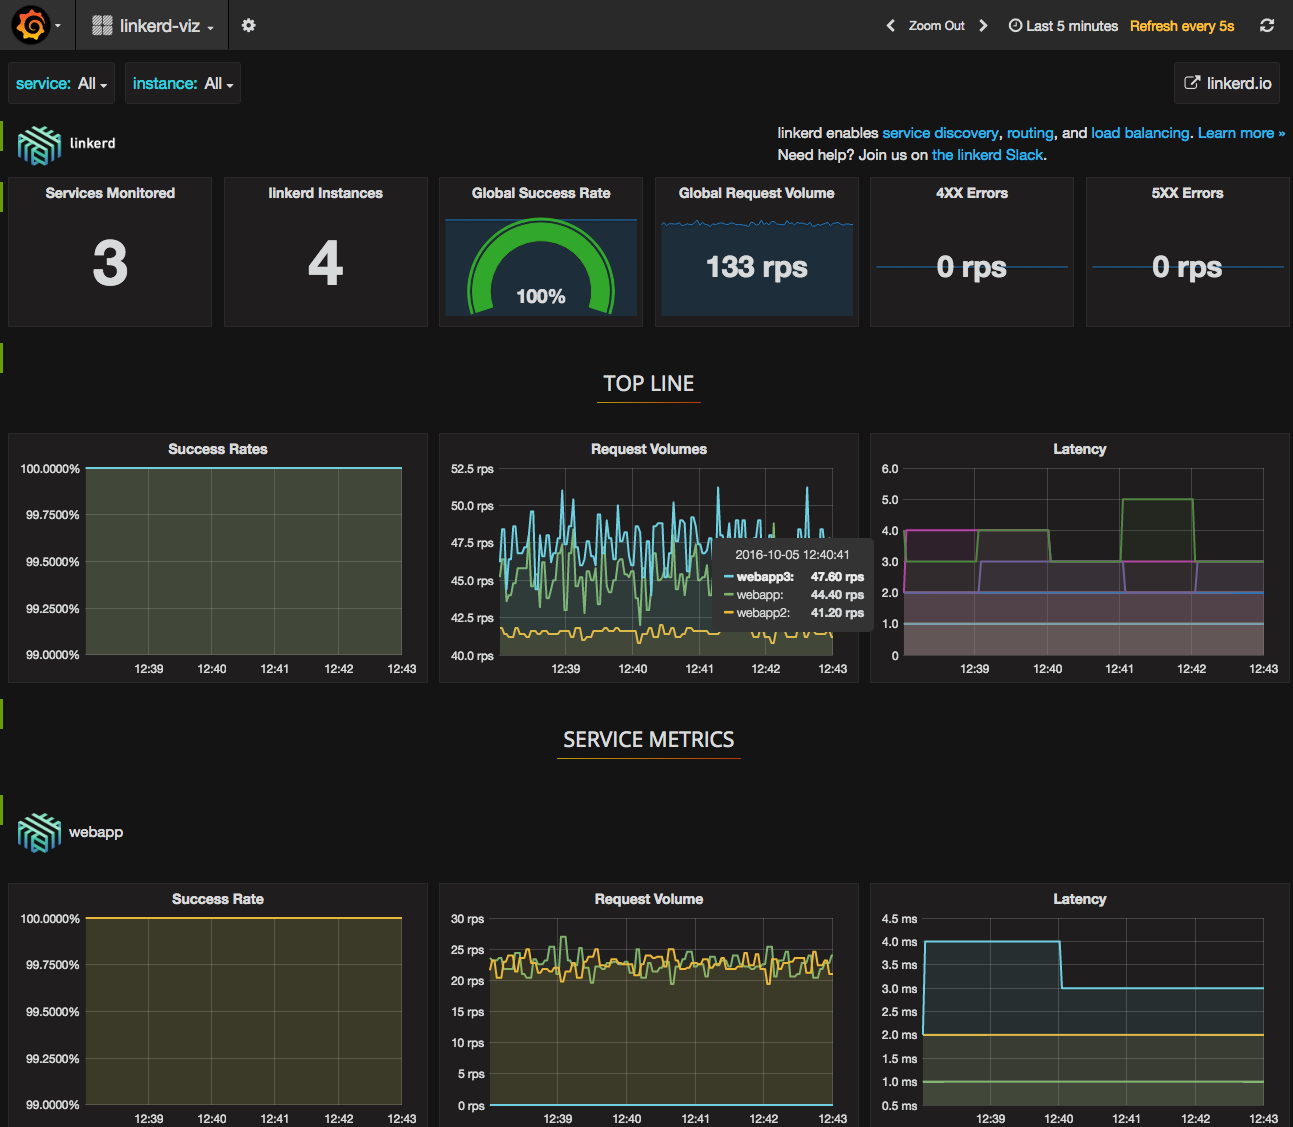 linkerd-viz
Zoom Out
Last 5 minutes
Refresh every 5s
service: All
instance: All
linkerd.io
linkerd
linkerd enables service discovery, routing, and load balancing. Learn more »
Need help? Join us on the linkerd Slack.
Services Monitored
3
linkerd Instances
4
Global Success Rate
100%
Global Request Volume
133 rps
4XX Errors
0 rps
5XX Errors
0 rps
TOP LINE
Success Rates
100.0000%
99.7500%
99.5000%
99.2500%
99.0000%
12:39 12:40 12:41 12:42 12:43
Request Volumes
52.5 rps
50.0 rps
47.5 rps
45.0 rps
42.5 rps
40.0 rps
12:39 12:40 12:41 12:42 12:43
2016-10-05 12:40:41
webapp3: 47.60 rps
webapp: 44.40 rps
webapp2: 41.20 rps
Latency
6.0
5.0
4.0
3.0
2.0
1.0
0
12:39 12:40 12:41 12:42 12:43
SERVICE METRICS
webapp
Success Rate
100.0000%
99.7500%
99.5000%
99.2500%
99.0000%
12:39 12:40 12:41 12:42 12:43
Request Volume
30 rps
25 rps
20 rps
15 rps
10 rps
5 rps
0 rps
12:39 12:40 12:41 12:42 12:43
Latency
4.5 ms
4.0 ms
3.5 ms
3.0 ms
2.5 ms
2.0 ms
1.5 ms
1.0 ms
0.5 ms
12:39 12:40 12:41 12:42 12:43